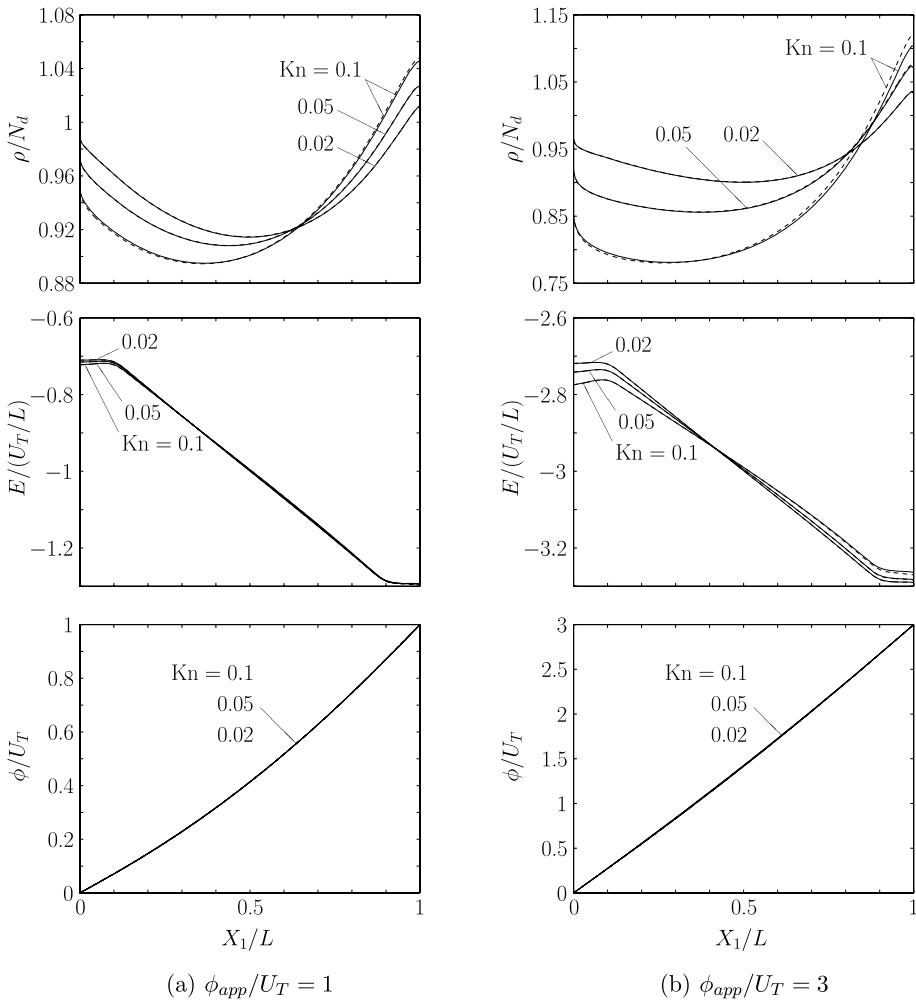 1.08
1.04
1
0.96
0.92
0.88
ρ/N_d
Kn = 0.1
0.05
0.02
1.15
1.05
0.95
0.85
0.75
ρ/N_d
Kn = 0.1
0.05 0.02
−0.6
−0.8
−1
−1.2
E/(U_T/L)
0.02
0.05
Kn = 0.1
−2.6
−2.8
−3
−3.2
E/(U_T/L)
0.02
0.05
Kn = 0.1
1
0.8
0.6
0.4
0.2
0
ϕ/U_T
Kn = 0.1
0.05
0.02
0 0.5 1
X_1/L
(a) ϕ_app/U_T = 1
3
2.5
2
1.5
1
0.5
0
ϕ/U_T
Kn = 0.1
0.05
0.02
0 0.5 1
X_1/L
(b) ϕ_app/U_T = 3